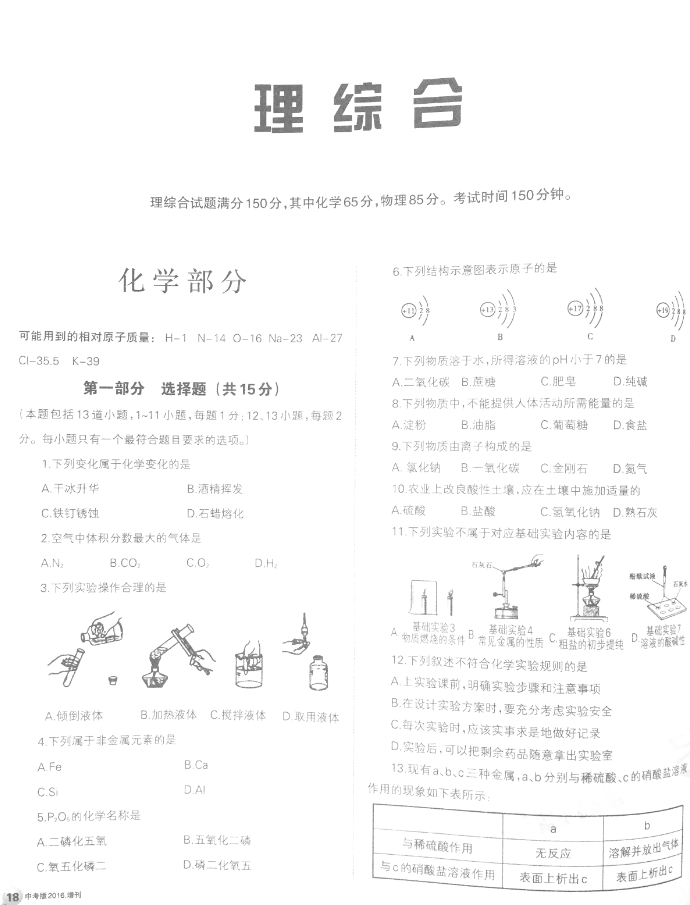 理综合
理综合试题满分150分,其中化学65分,物理85分。考试时间150分钟。
化学部分
可能用到的相对原子质量: H-1 N-14 O-16 Na-23 Al-27
Cl-35.5 K-39
第一部分 选择题 (共15分)
(本题包括13道小题,1~11小题,每题1分;12、13小题,每题2
分。每小题只有一个最符合题目要求的选项。)
1.下列变化属于化学变化的是
A.干冰升华 B.酒精挥发
C.铁钉锈蚀 D.石蜡熔化
2.空气中体积分数最大的气体是
A.N₂ B.CO₂ C.O₂ D.H₂
3.下列实验操作合理的是
A.倾倒液体 B.加热液体 C.搅拌液体 D.取用液体
4.下列属于非金属元素的是
A.Fe B.Ca
C.Si D.Al
5.P₂O₅的化学名称是
A.二磷化五氧 B.五氧化二磷
C.氧五化磷二 D.磷二化氧五
18 中考版2016.增刊
6.下列结构示意图表示原子的是
+11 2 8 +13 2 8 3 +17 2 8 8 +19 2 8 8
A B C D
7.下列物质溶于水,所得溶液的pH小于7的是
A.二氧化碳 B.蔗糖 C.肥皂 D.纯碱
8.下列物质中,不能提供人体活动所需能量的是
A.淀粉 B.油脂 C.葡萄糖 D.食盐
9.下列物质由离子构成的是
A.氯化钠 B.一氧化碳 C.金刚石 D.氮气
10.农业上改良酸性土壤,应在土壤中施加适量的
A.硫酸 B.盐酸 C.氢氧化钠 D.熟石灰
11.下列实验不属于对应基础实验内容的是
石灰石 酚酞试液 石灰水
稀硫酸
基础实验3 基础实验4 基础实验6 基础实验7
A.物质燃烧的条件 B.常见金属的性质 C.粗盐的初步提纯 D.溶液的酸碱性
12.下列叙述不符合化学实验规则的是
A.上实验课前,明确实验步骤和注意事项
B.在设计实验方案时,要充分考虑实验安全
C.每次实验时,应该实事求是地做好记录
D.实验后,可以把剩余药品随意拿出实验室
13.现有a、b、c三种金属,a、b分别与稀硫酸、c的硝酸盐溶液
作用的现象如下表所示:
a b
与稀硫酸作用 无反应 溶解并放出气体
与c的硝酸盐溶液作用 表面上析出c 表面上析出c